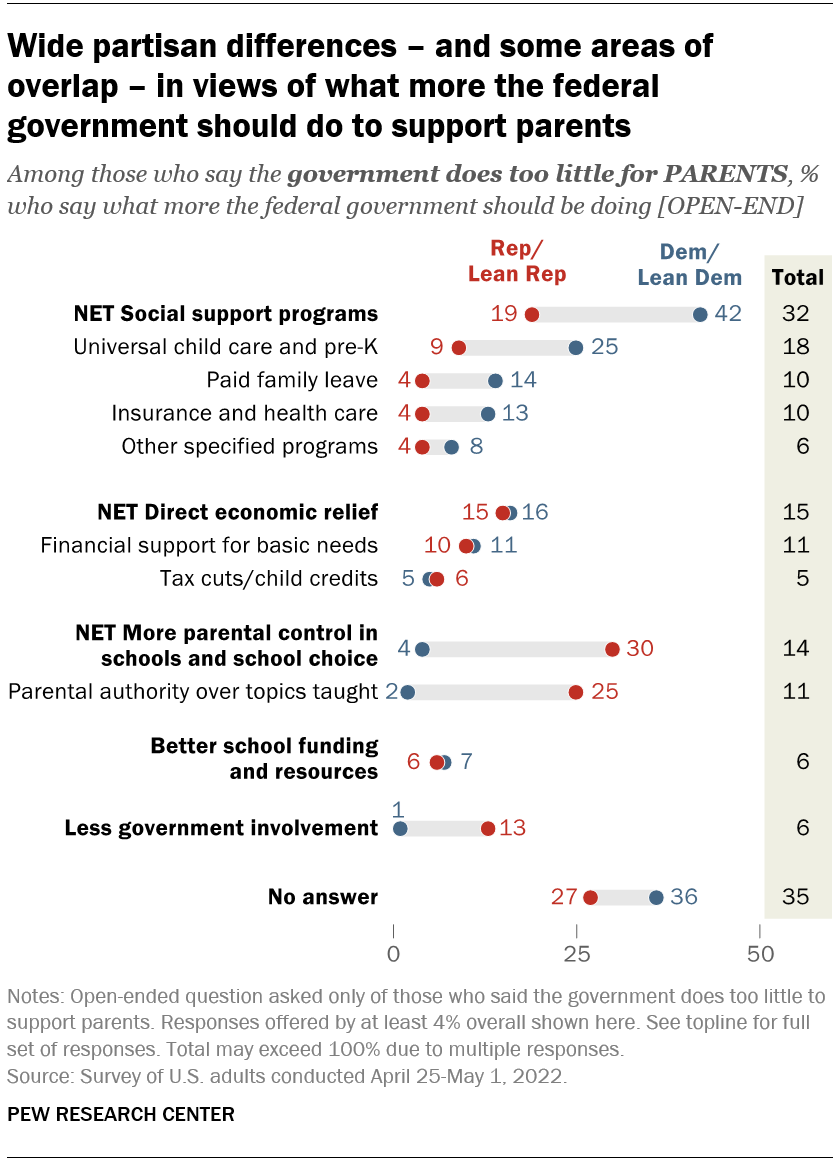 Wide partisan differences – and some areas of
overlap – in views of what more the federal
government should do to support parents
Among those who say the government does too little for PARENTS, %
who say what more the federal government should be doing [OPEN-END]
Rep/
Lean Rep
Dem/
Lean Dem
Total
NET Social support programs 19 42 32
Universal child care and pre-K 9 25 18
Paid family leave 4 14 10
Insurance and health care 4 13 10
Other specified programs 4 8 6
NET Direct economic relief 15 16 15
Financial support for basic needs 10 11 11
Tax cuts/child credits 5 6 5
NET More parental control in
schools and school choice 4 30 14
Parental authority over topics taught 2 25 11
Better school funding
and resources 6 7 6
Less government involvement 1 13 6
No answer 27 36 35
0 25 50
Notes: Open-ended question asked only of those who said the government does too little to
support parents. Responses offered by at least 4% overall shown here. See topline for full
set of responses. Total may exceed 100% due to multiple responses.
Source: Survey of U.S. adults conducted April 25-May 1, 2022.
PEW RESEARCH CENTER